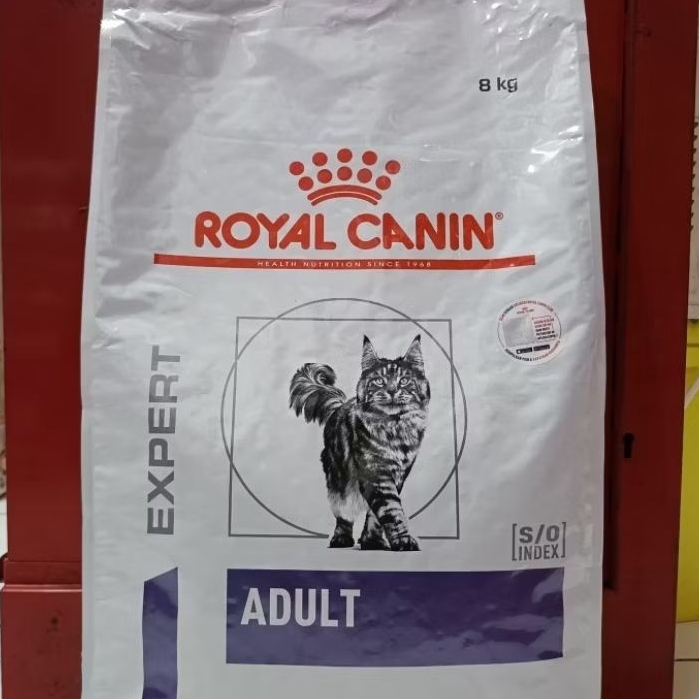 8 kg
ROYAL CANIN®
HEALTH NUTRITION SINCE 1968
EXPERT
[S/O
INDEX]
ADULT